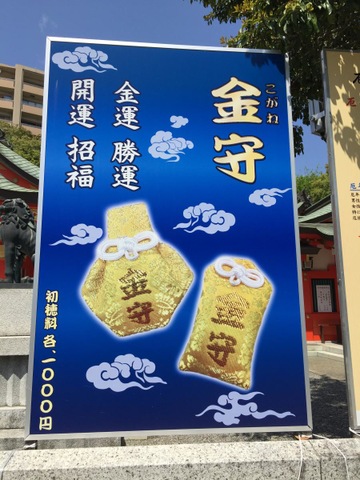 金守
こがね
金運 勝運
開運 招福
金守
金守
初穂料 各、一〇〇〇円